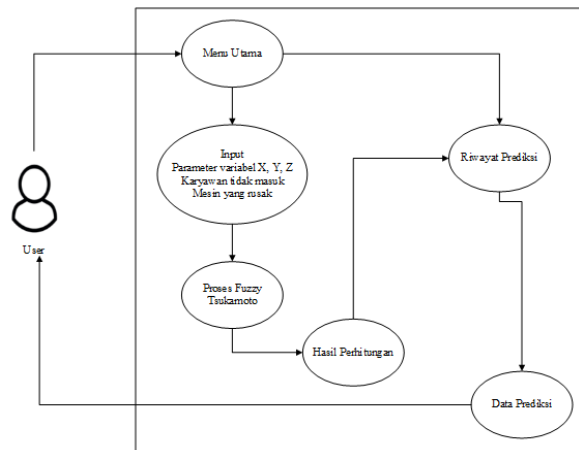 Menu Utama
Input
Parameter variabel X, Y, Z
Karyawan tidak masuk
Mesin yang rusak
Riwayat Prediksi
User
Proses Fuzzy
Tsukamoto
Hasil Perhitungan
Data Prediksi